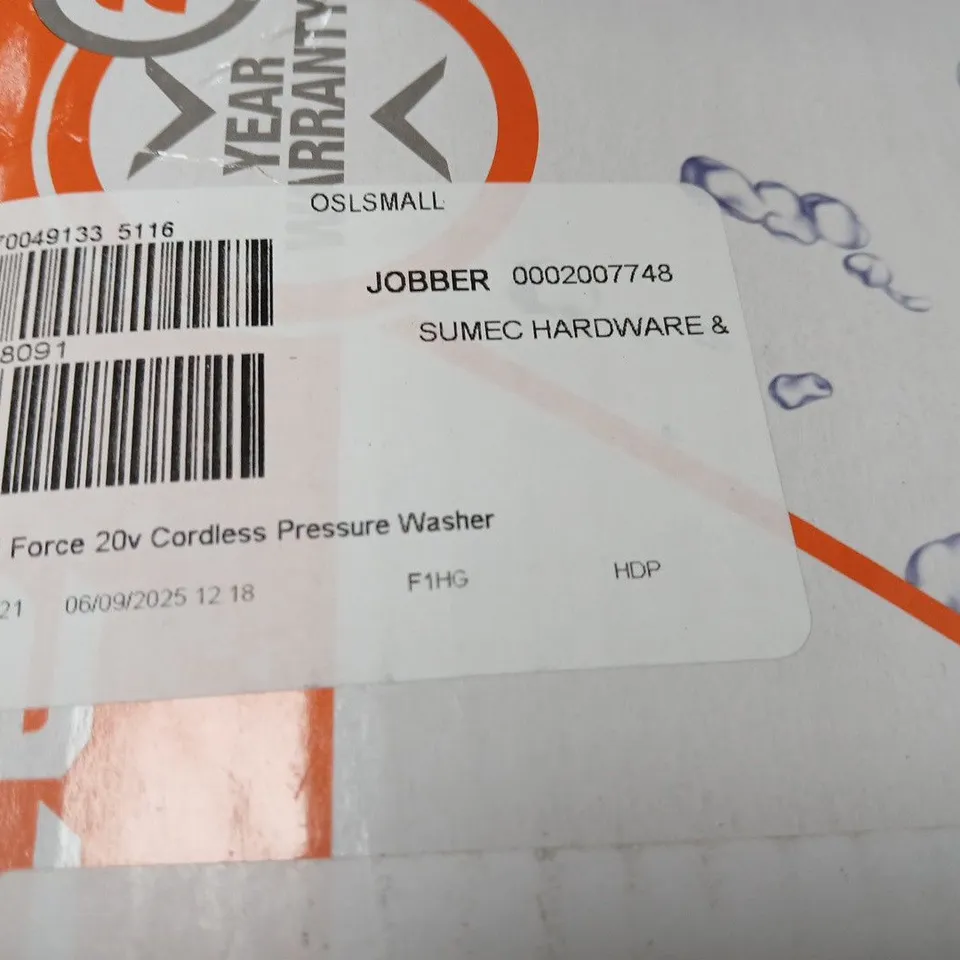 YEAR
WARRANTY
OSLSMALL
70049133 5116
JOBBER 0002007748
SUMEC HARDWARE &
8091
Force 20v Cordless Pressure Washer
21 06/09/2025 12 18 F1HG HDP